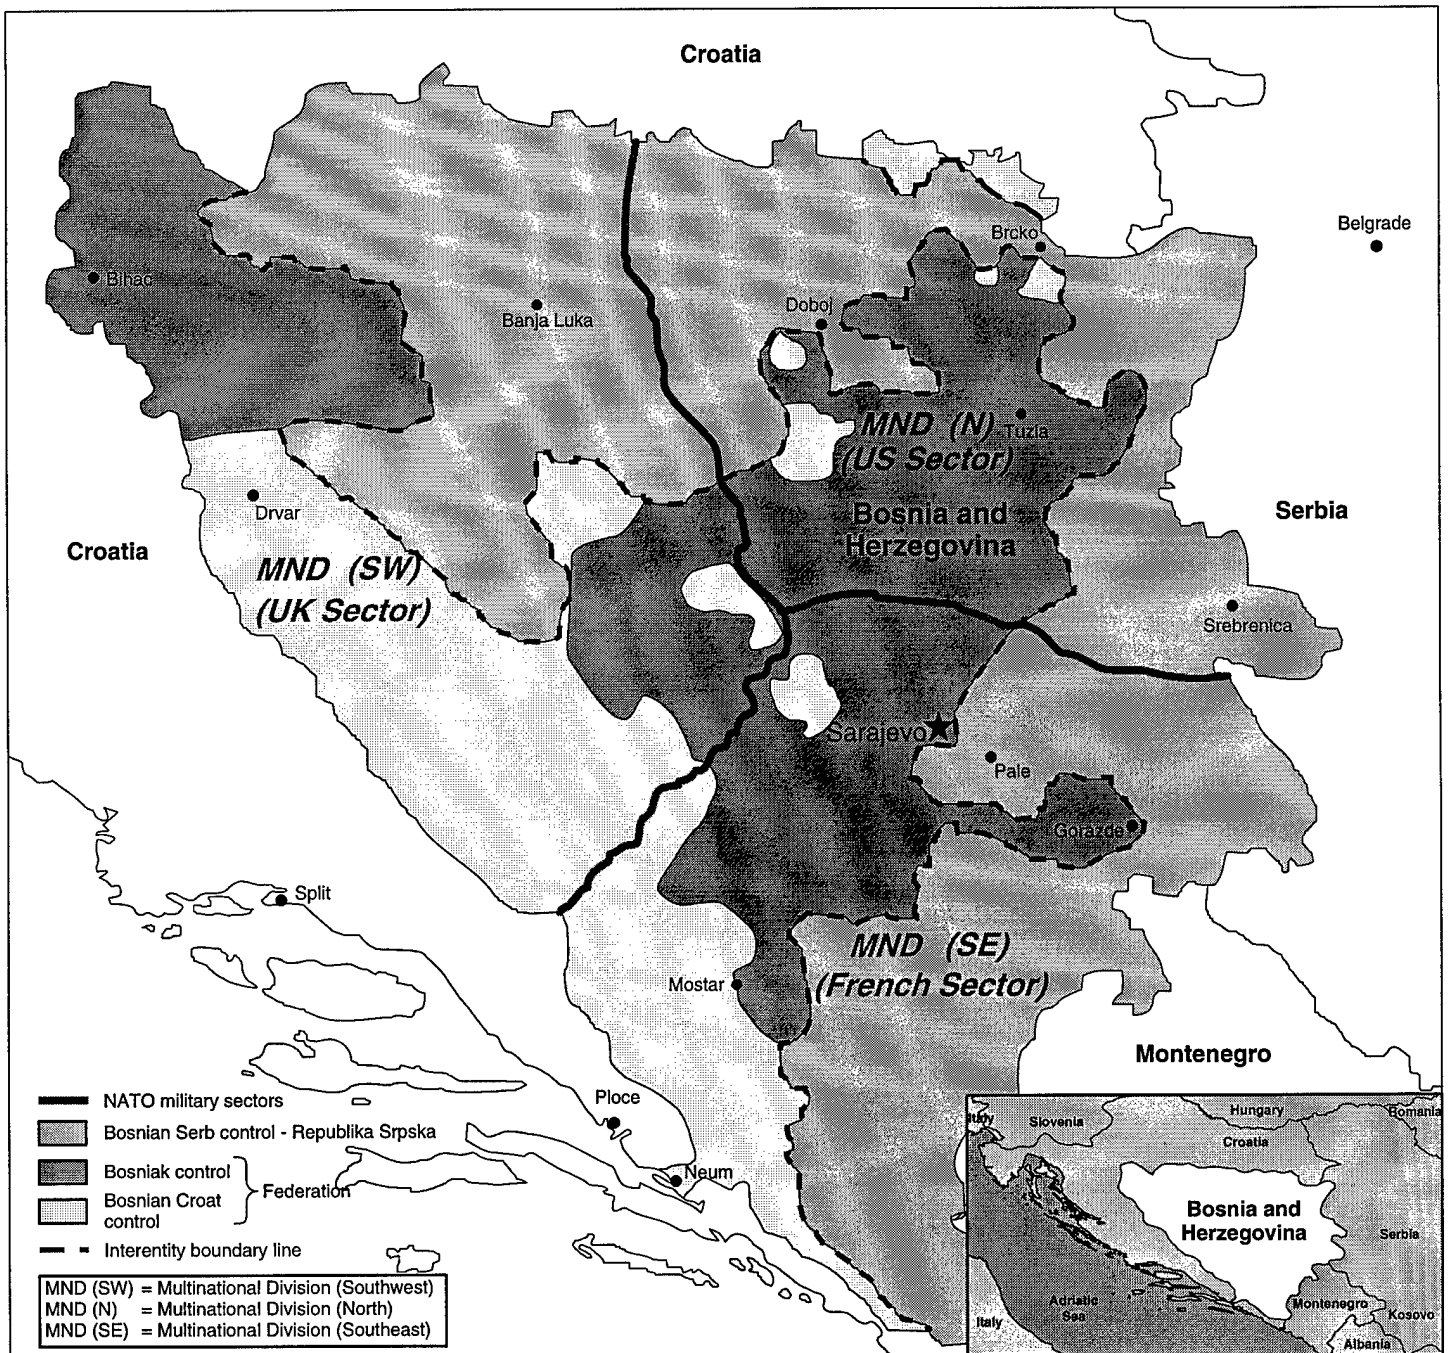 Croatia
Belgrade
Brcko
Bihac
Banja Luka
Doboj
MND (N)
Tuzla
(US Sector)
Drvar
Bosnia and
Herzegovina
Serbia
Croatia
MND (SW)
(UK Sector)
Srebrenica
Sarajevo
Pale
Gorazde
Split
MND (SE)
(French Sector)
Mostar
Montenegro
Ploce
Neum
NATO military sectors
Bosnian Serb control - Republika Srpska
Bosniak control
Bosnian Croat
control
Federation
Interentity boundary line
MND (SW) = Multinational Division (Southwest)
MND (N) = Multinational Division (North)
MND (SE) = Multinational Division (Southeast)
Italy
Slovenia
Hungary
Romania
Croatia
Bosnia and
Herzegovina
Serbia
Adriatic
Sea
Italy
Montenegro
Kosovo
Albania